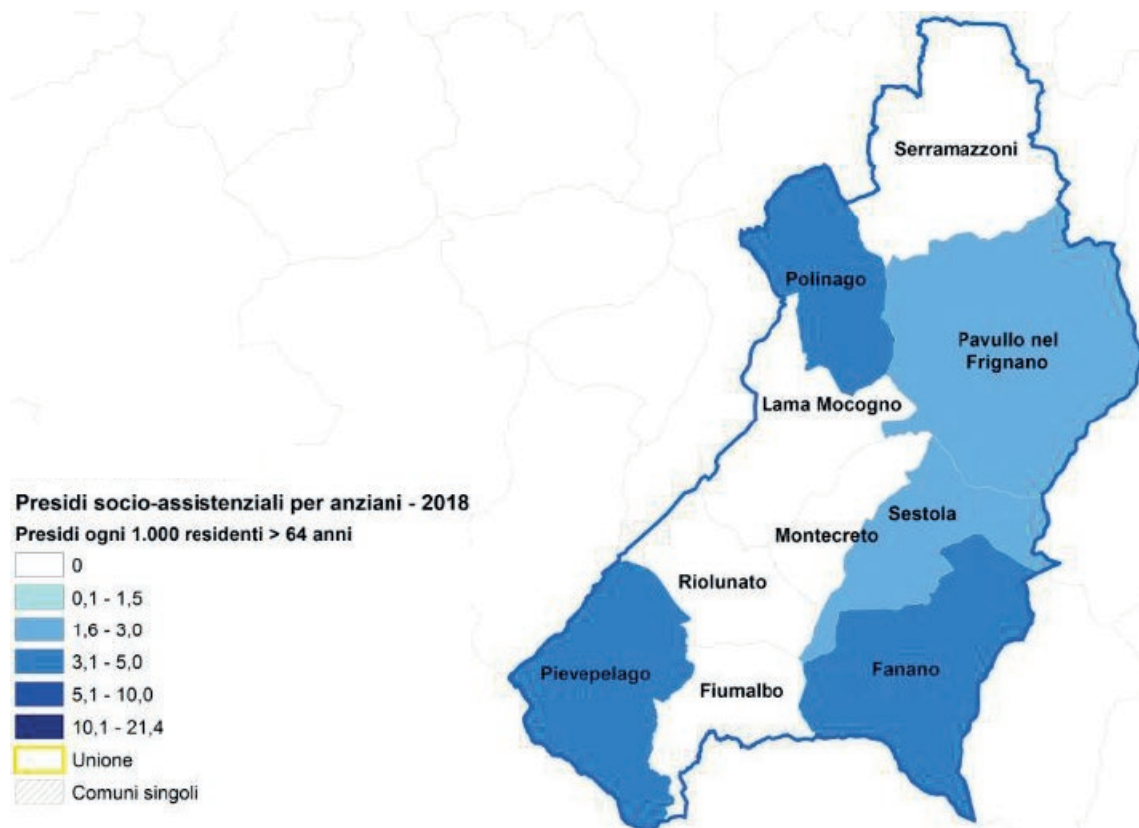 Serramazzoni
Polinago
Pavullo nel
Frignano
Lama Mocogno
Sestola
Montecreto
Riolunato
Pievepelago
Fiumalbo
Fanano
Presidi socio-assistenziali per anziani - 2018
Presidi ogni 1.000 residenti > 64 anni
0
0,1 - 1,5
1,6 - 3,0
3,1 - 5,0
5,1 - 10,0
10,1 - 21,4
Unione
Comuni singoli